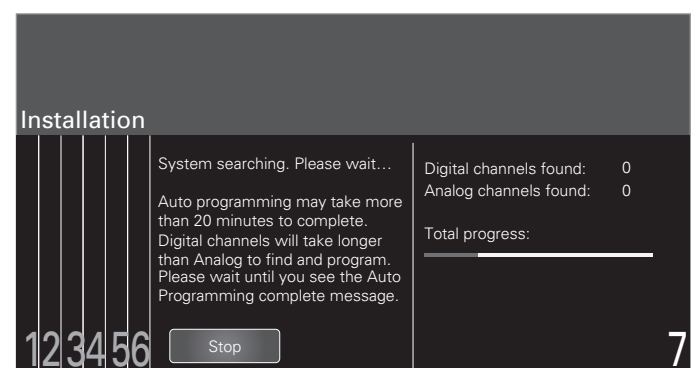 Installation
System searching. Please wait…
Auto programming may take more
than 20 minutes to complete.
Digital channels will take longer
than Analog to find and program.
Please wait until you see the Auto
Programming complete message.
Stop
Digital channels found: 0
Analog channels found: 0
Total progress:
1 2 3 4 5 6
7